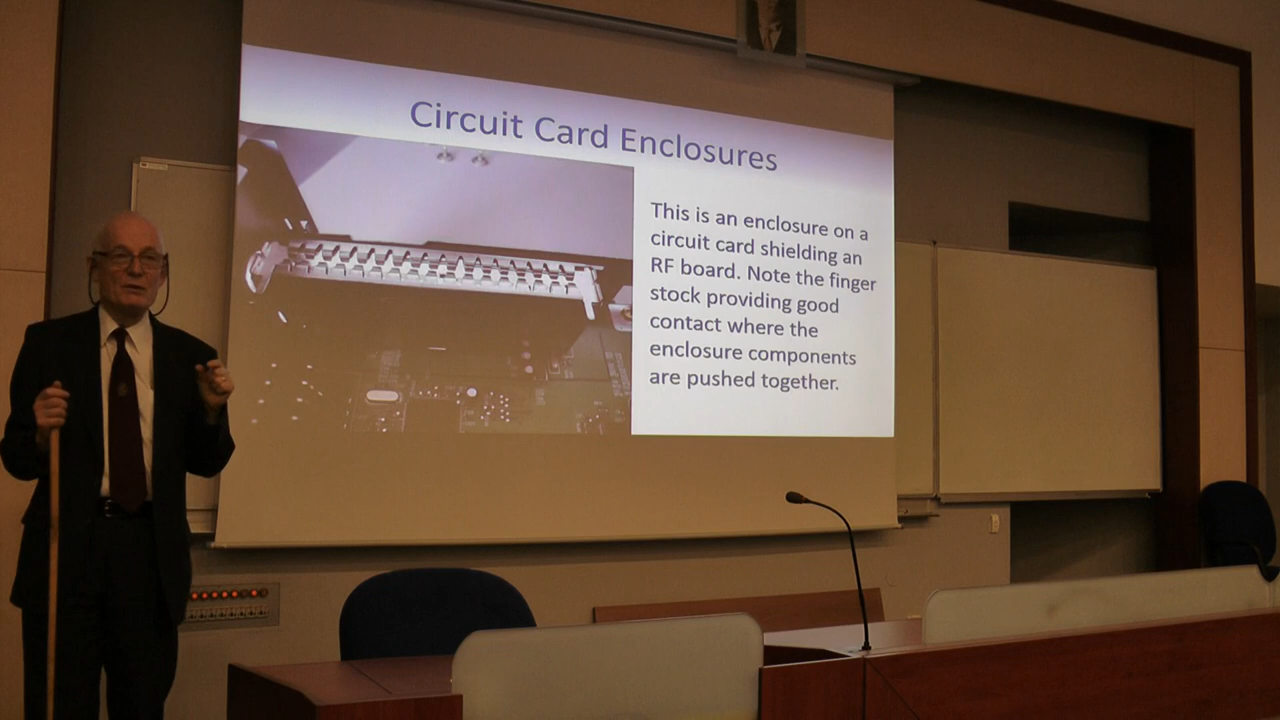 Circuit Card Enclosures
This is an enclosure on a
circuit card shielding an
RF board. Note the finger
stock providing good
contact where the
enclosure components
are pushed together.